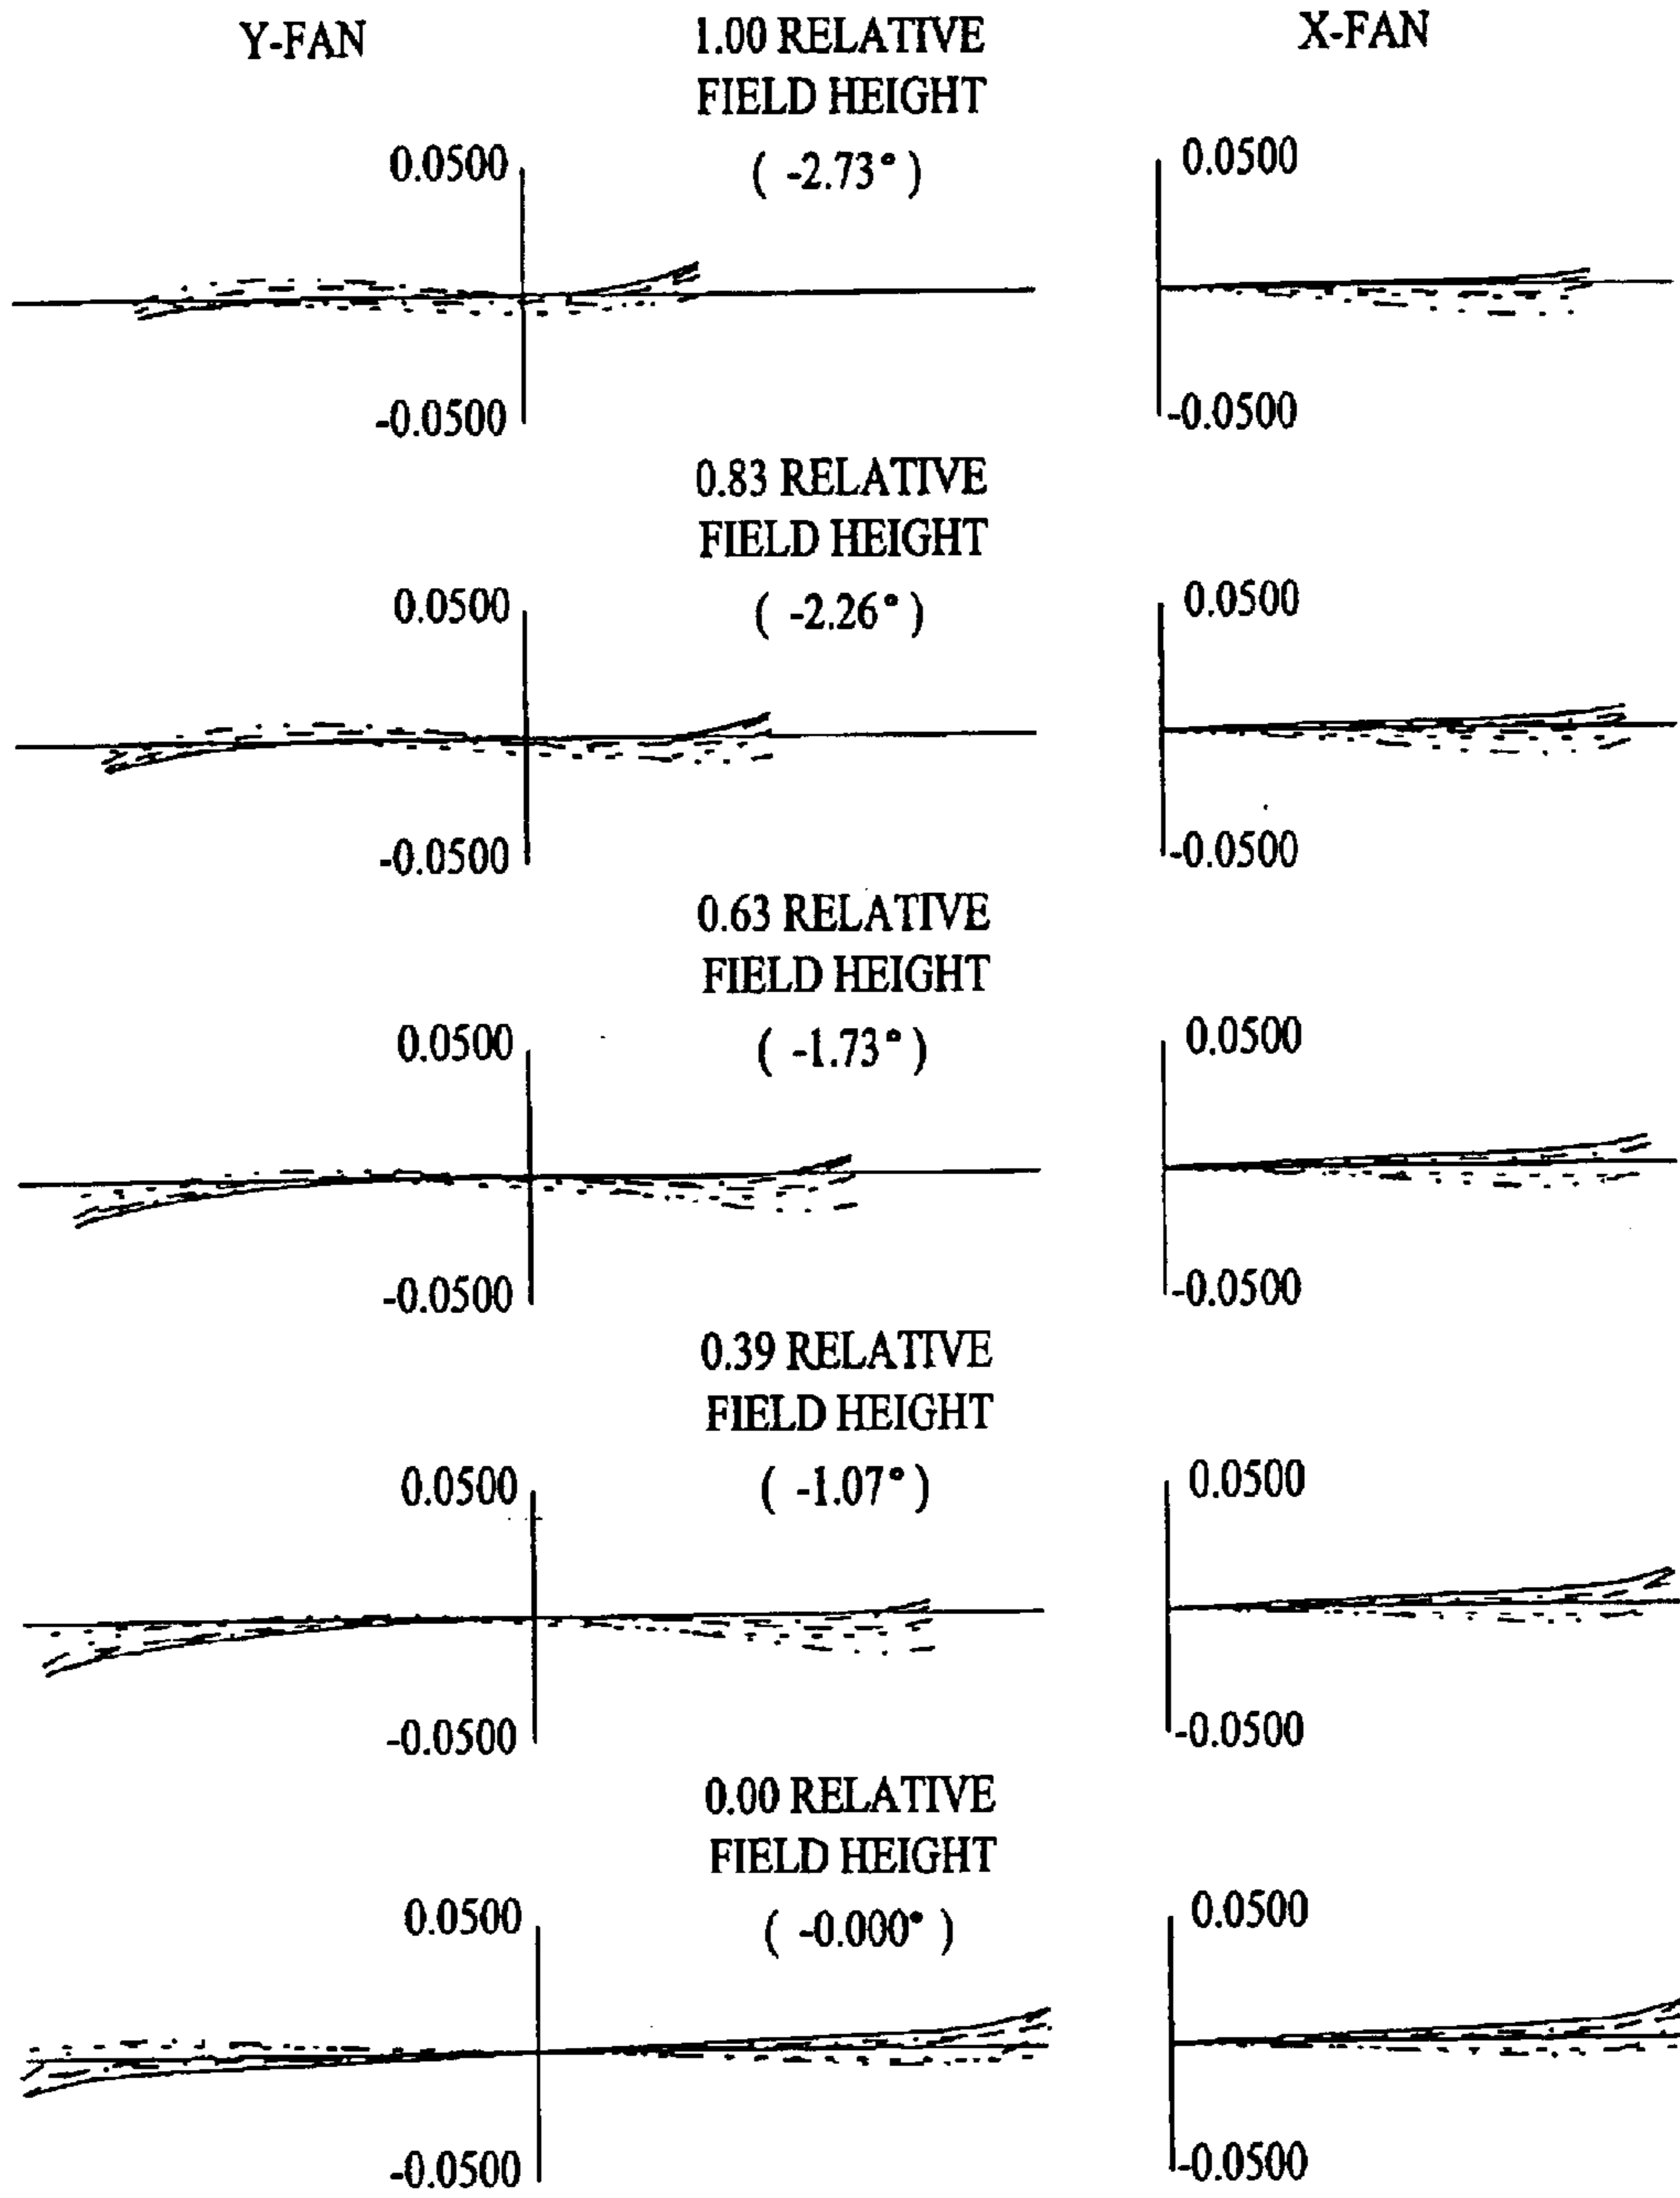 Y-FAN
1.00 RELATIVE
FIELD HEIGHT
( -2.73° )
X-FAN
0.0500
-0.0500
0.0500
-0.0500
0.83 RELATIVE
FIELD HEIGHT
( -2.26° )
0.0500
-0.0500
0.0500
-0.0500
0.63 RELATIVE
FIELD HEIGHT
( -1.73° )
0.0500
-0.0500
0.0500
-0.0500
0.39 RELATIVE
FIELD HEIGHT
( -1.07° )
0.0500
-0.0500
0.0500
-0.0500
0.00 RELATIVE
FIELD HEIGHT
( -0.000° )
0.0500
-0.0500
0.0500
-0.0500